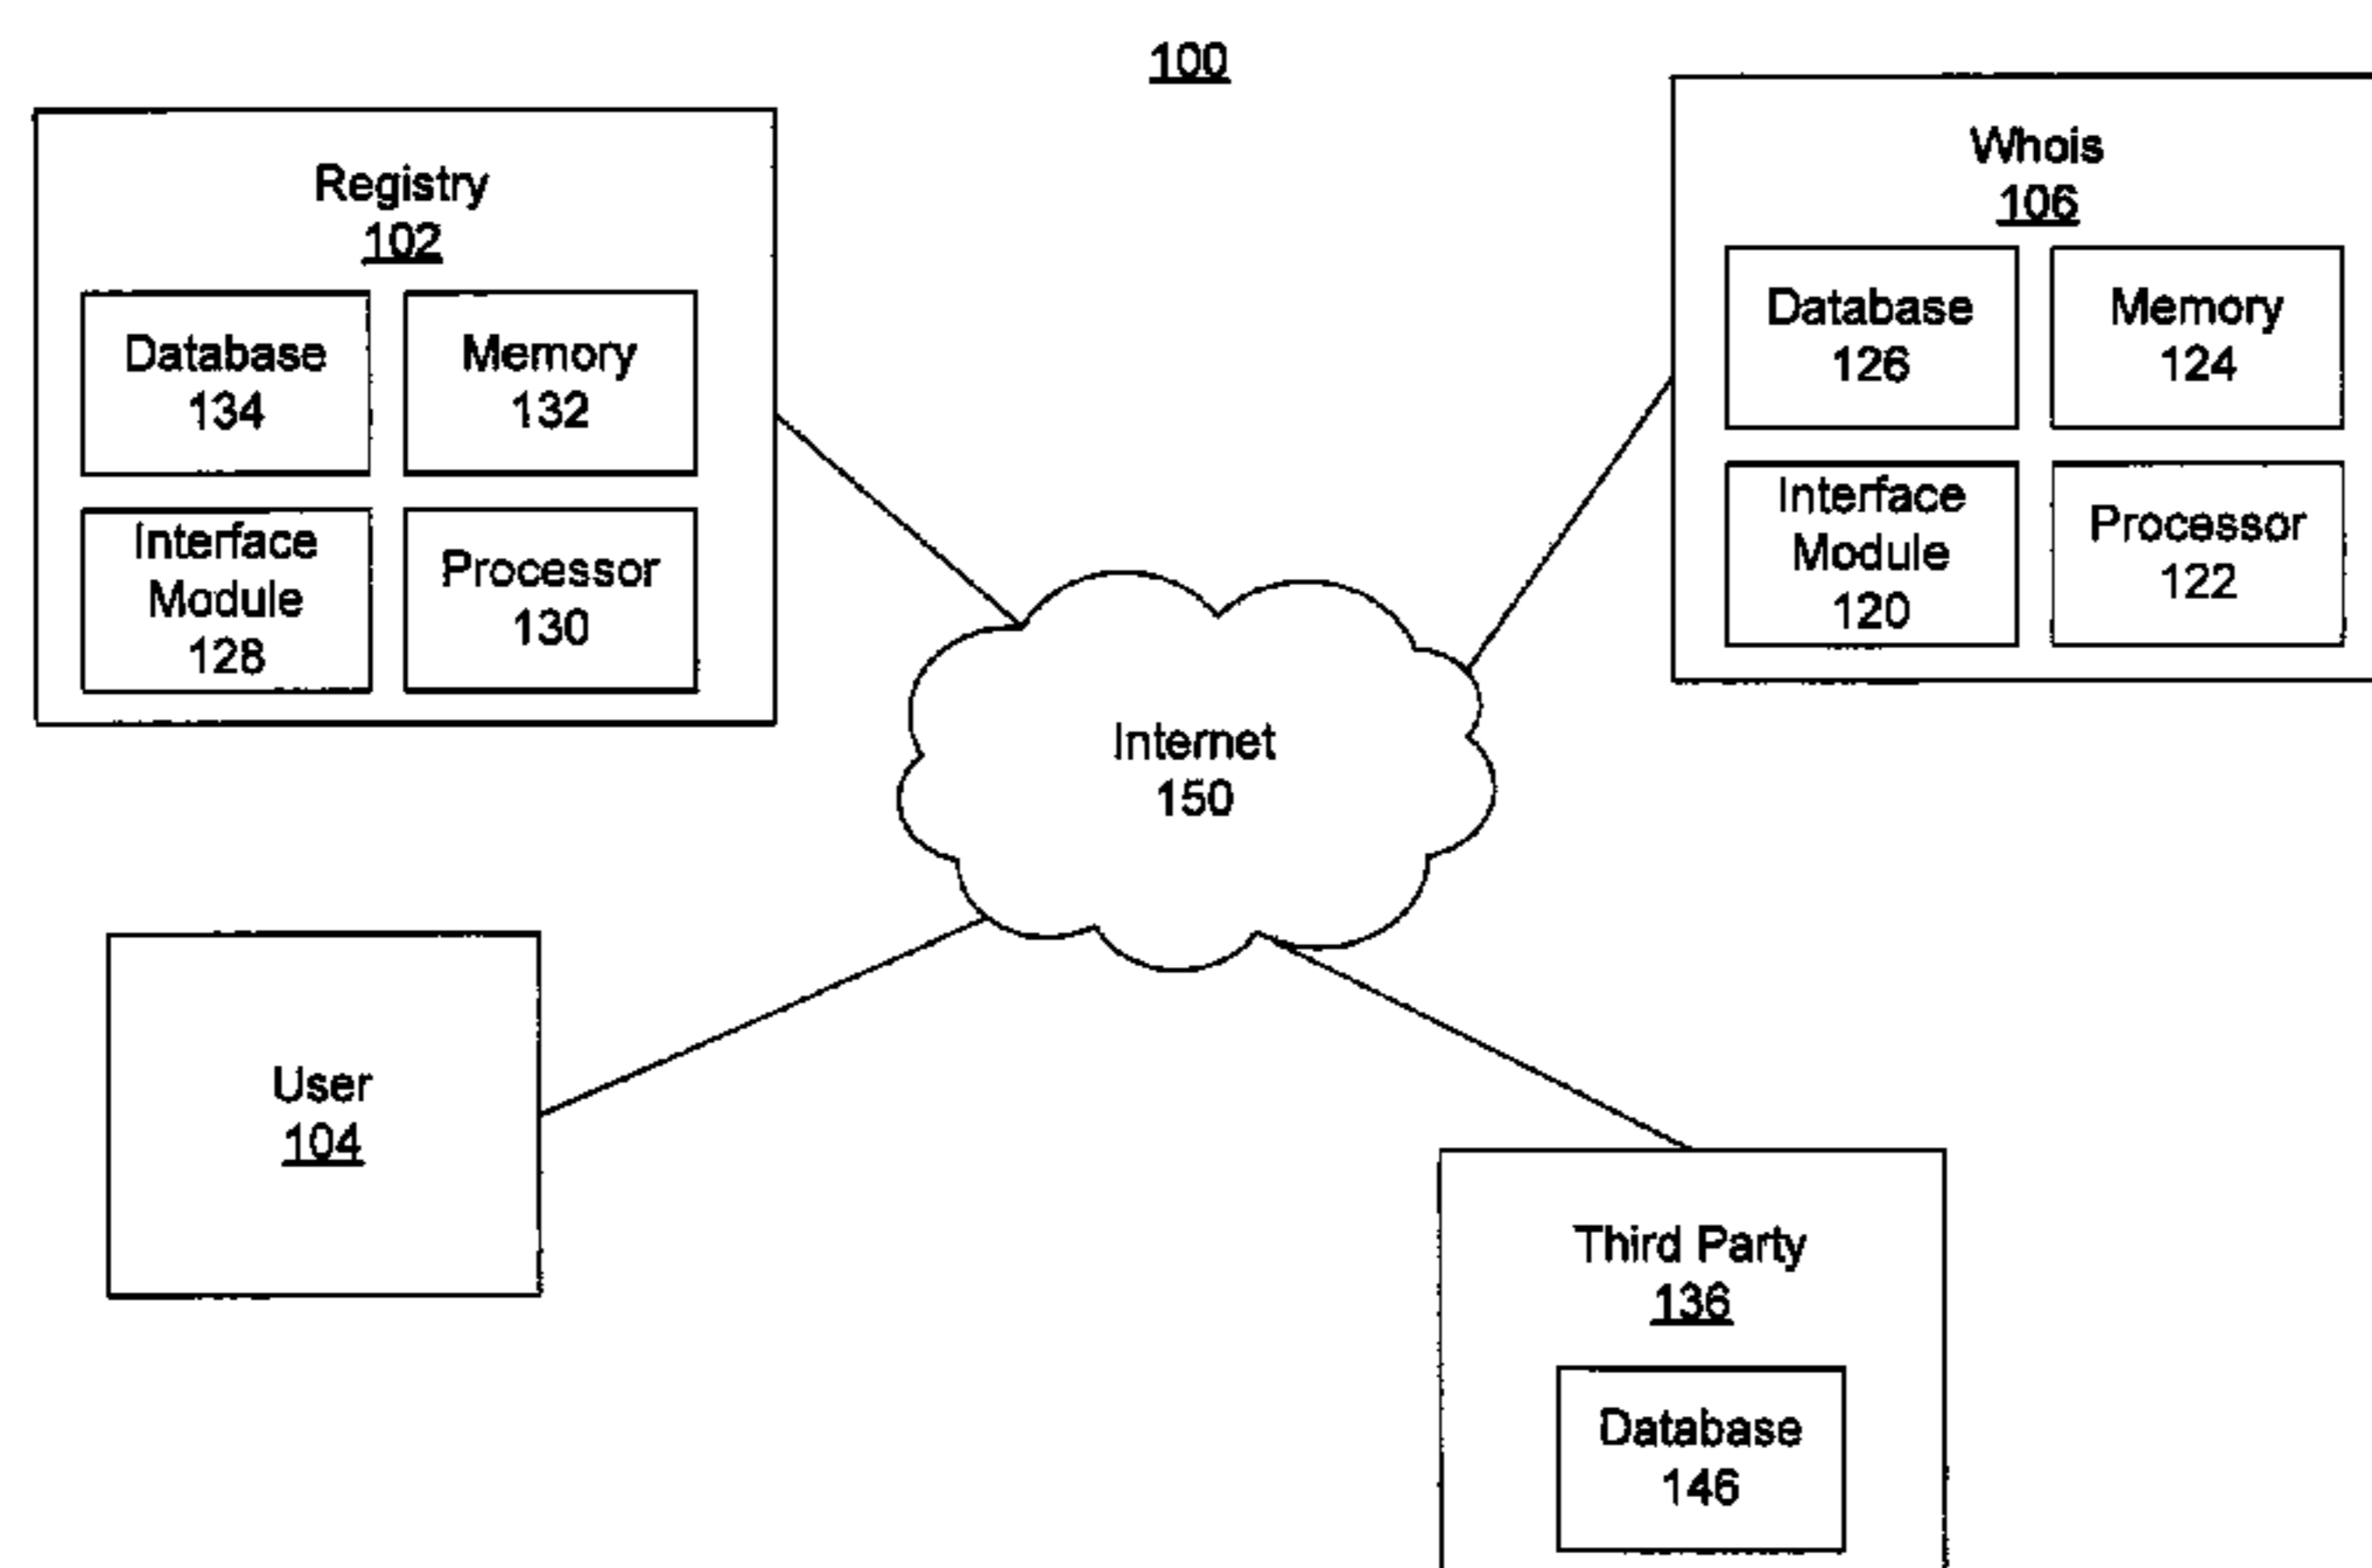 100
Registry
102
Database
134
Memory
132
Interface
Module
128
Processor
130
Whois
106
Database
126
Memory
124
Interface
Module
120
Processor
122
Internet
150
User
104
Third Party
136
Database
146